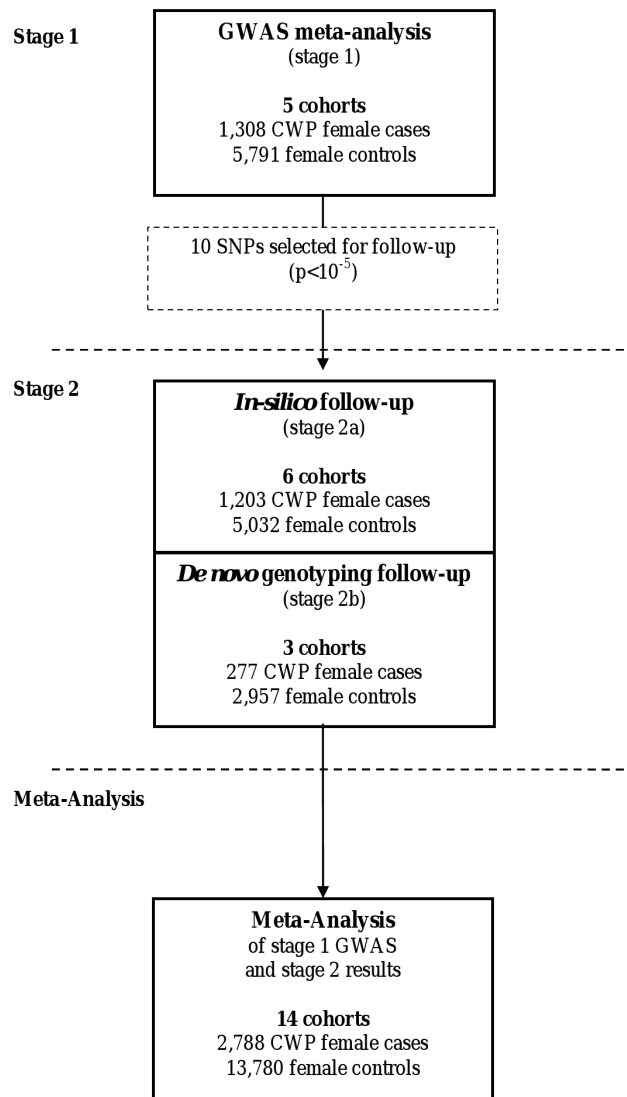 Stage 1
GWAS meta-analysis
(stage 1)
5 cohorts
1,308 CWP female cases
5,791 female controls
10 SNPs selected for follow-up
(p<10⁻⁵)
Stage 2
In-silico follow-up
(stage 2a)
6 cohorts
1,203 CWP female cases
5,032 female controls
De novo genotyping follow-up
(stage 2b)
3 cohorts
277 CWP female cases
2,957 female controls
Meta-Analysis
Meta-Analysis
of stage 1 GWAS
and stage 2 results
14 cohorts
2,788 CWP female cases
13,780 female controls